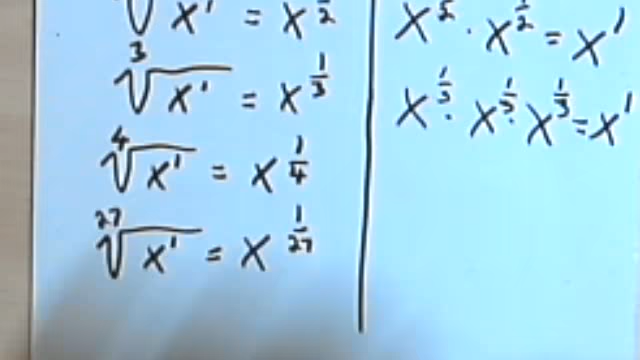 √x¹ = x^(1/2)
∛x¹ = x^(1/3)
∜x¹ = x^(1/4)
²⁷√x¹ = x^(1/27)
x^(1/2) · x^(1/2) = x¹
x^(1/3) · x^(1/3) · x^(1/3) = x¹